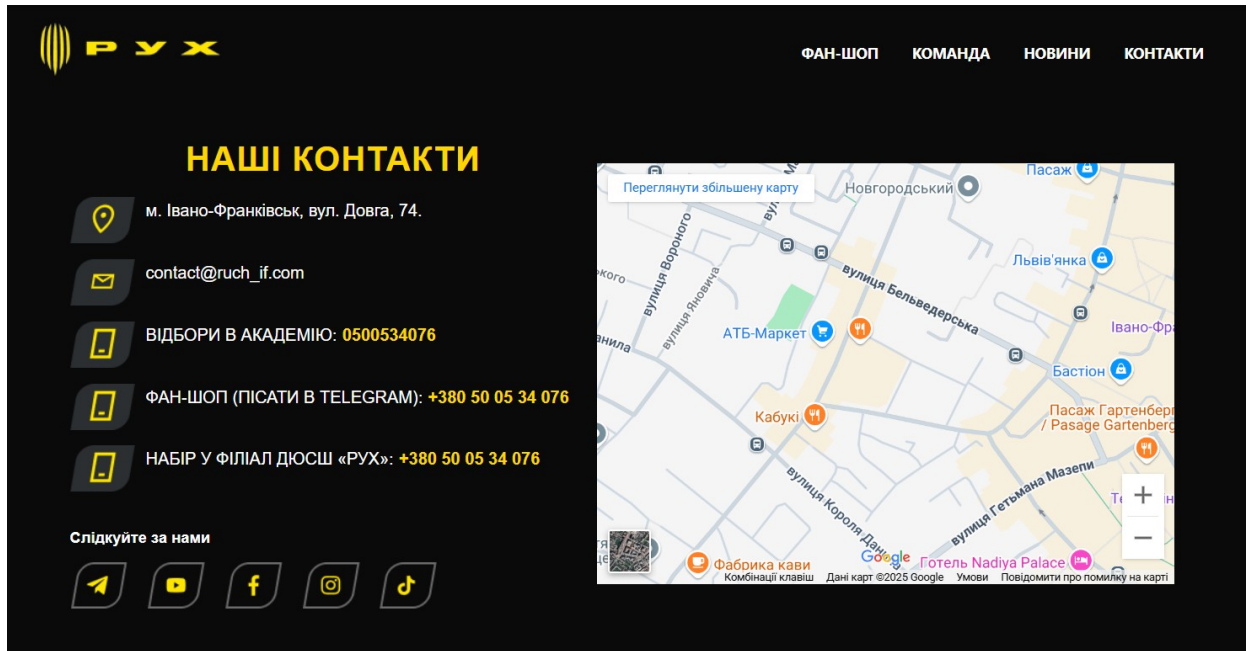 РУХ
ФАН-ШОП КОМАНДА НОВИНИ КОНТАКТИ
НАШІ КОНТАКТИ
м. Івано-Франківськ, вул. Довга, 74.
contact@ruch_if.com
ВІДБОРИ В АКАДЕМІЮ: 0500534076
ФАН-ШОП (ПІСАТИ В TELEGRAM): +380 50 05 34 076
НАБІР У ФІЛІАЛ ДЮСШ «РУХ»: +380 50 05 34 076
Слідкуйте за нами
Переглянути збільшену карту
Новгородський
Пасаж
вулиця Вороного
вулиця Яновича
вулиця Бельведерська
Львів'янка
АТБ-Маркет
Івано-Фра
Бастіон
Кабукі
Пасаж Гартенберг
/ Pasage Gartenberg
вулиця Гетьмана Мазепи
вулиця Короля Дани
Фабрика кави
Google
Готель Nadiya Palace
Комбінації клавіш Дані карт ©2025 Google Умови Повідомити про помилку на карті